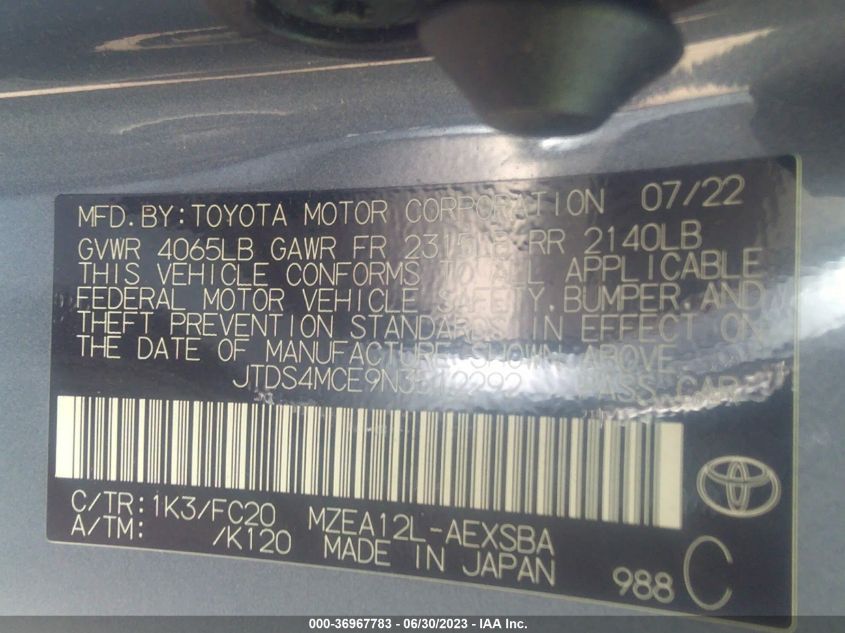 MFD.BY:TOYOTA MOTOR CORPORATION 07/22
GVWR 4065LB GAWR FR 2315LB RR 2140LB
THIS VEHICLE CONFORMS TO ALL APPLICABLE
FEDERAL MOTOR VEHICLE SAFETY,BUMPER,AND
THEFT PREVENTION STANDARDS IN EFFECT ON
THE DATE OF MANUFACTURE SHOWN ABOVE.
PASS.CAR
C/TR:1K3/FC20 MZEA12L-AEXSBA
A/TM: /K120 MADE IN JAPAN
988 C
000-36967783 / 06/30/2023 - IAA Inc.